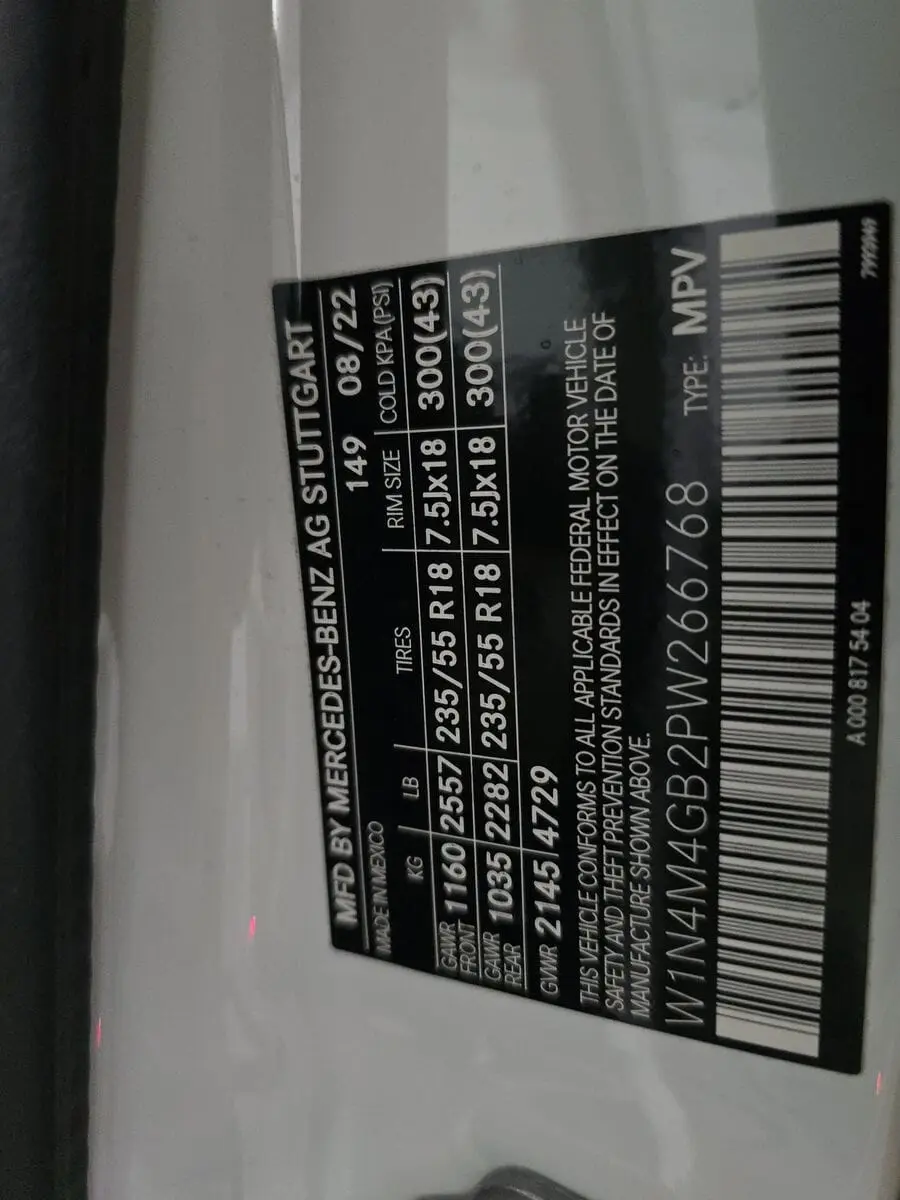 MFD BY MERCEDES-BENZ AG STUTTGART
MADE IN MEXICO 149 08/22
KG LB TIRES RIM SIZE COLD KPA(PSI)
GAWR FRONT 1160 2557 235/55 R18 7.5Jx18 300(43)
GAWR REAR 1035 2282 235/55 R18 7.5Jx18 300(43)
GVWR 2145 4729
THIS VEHICLE CONFORMS TO ALL APPLICABLE FEDERAL MOTOR VEHICLE
SAFETY AND THEFT PREVENTION STANDARDS IN EFFECT ON THE DATE OF
MANUFACTURE SHOWN ABOVE.
W1N4M4GB2PW266768 TYPE: MPV
A 000 817 54 04